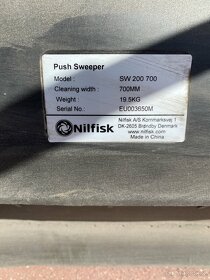 Push Sweeper
Model : SW 200 700
Cleaning width : 700MM
Weight : 19.5KG
Serial No.: EU003650M
Nilfisk
Nilfisk A/S Kornmarksvej 1
DK-2605 Brøndby Denmark
www.nilfisk.com
Made in China